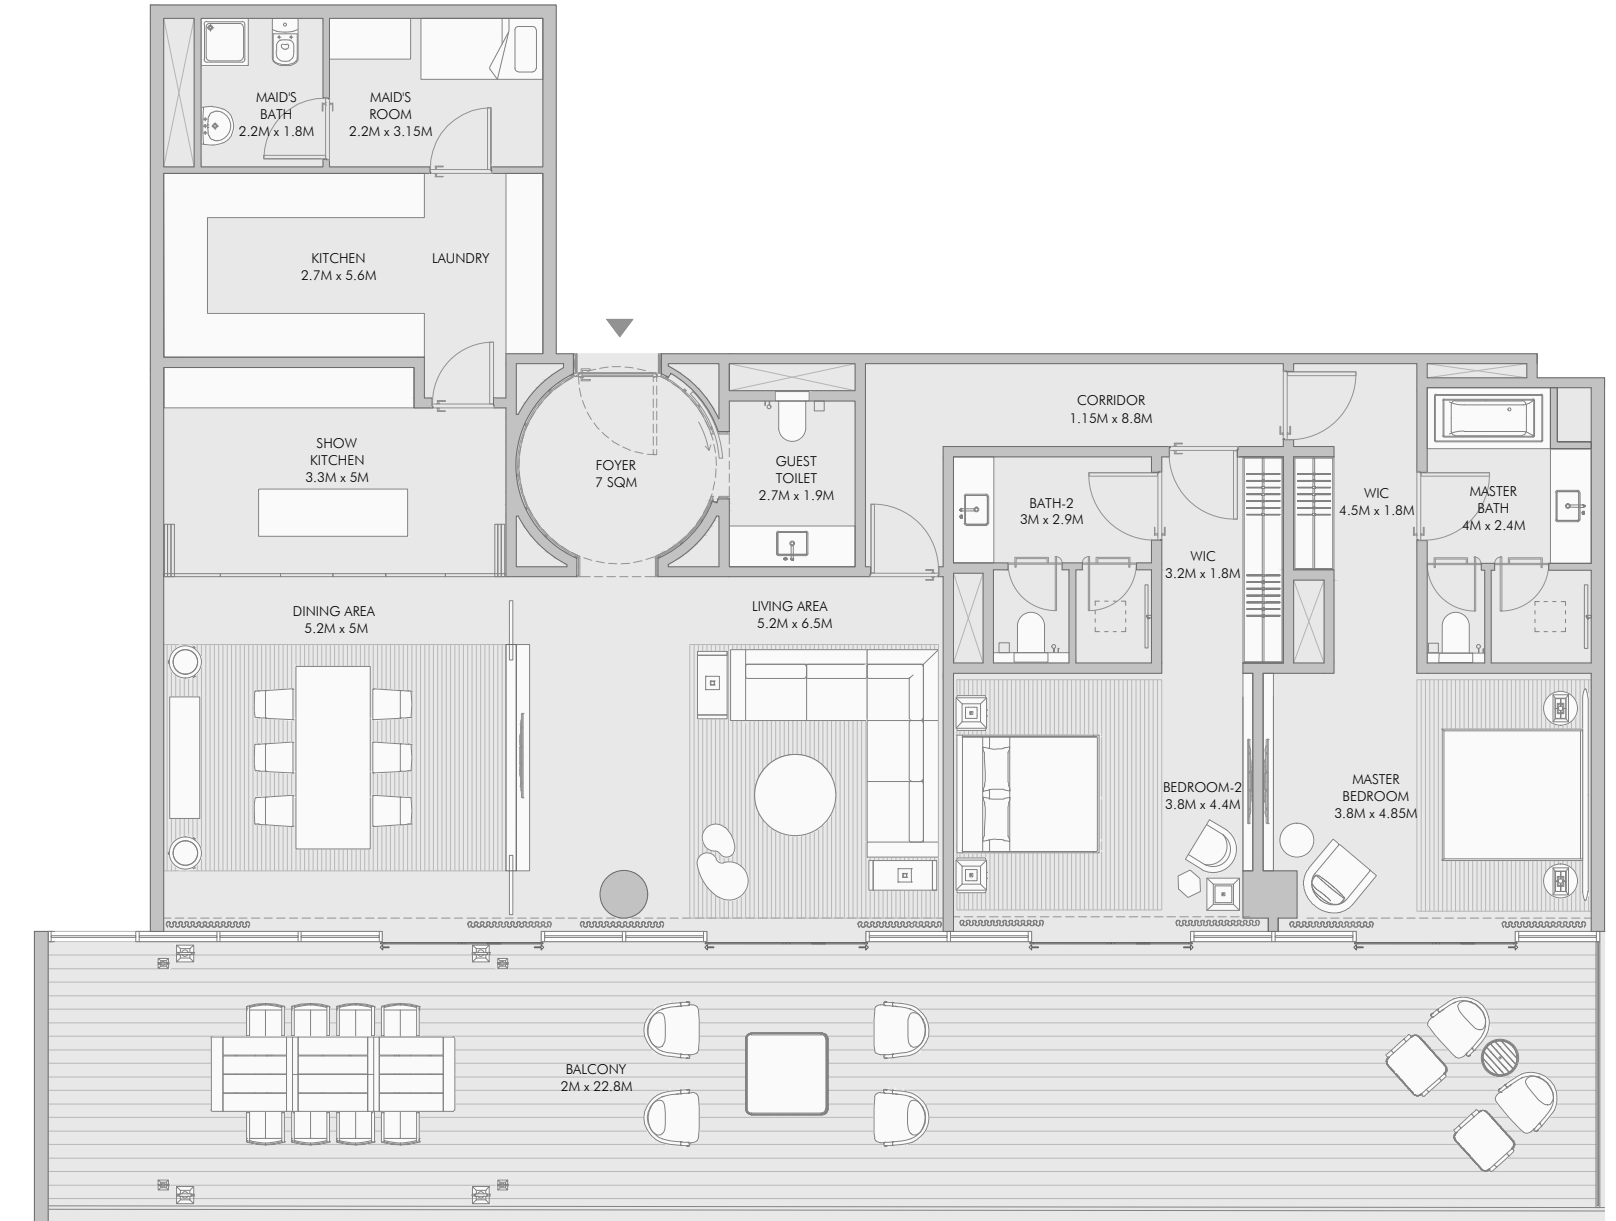 MAID'S
BATH
2.2M x 1.8M
MAID'S
ROOM
2.2M x 3.15M
KITCHEN
2.7M x 5.6M
LAUNDRY
SHOW
KITCHEN
3.3M x 5M
FOYER
7 SQM
GUEST
TOILET
2.7M x 1.9M
CORRIDOR
1.15M x 8.8M
BATH-2
3M x 2.9M
WIC
3.2M x 1.8M
WIC
4.5M x 1.8M
MASTER
BATH
4M x 2.4M
DINING AREA
5.2M x 5M
LIVING AREA
5.2M x 6.5M
BEDROOM-2
3.8M x 4.4M
MASTER
BEDROOM
3.8M x 4.85M
BALCONY
2M x 22.8M